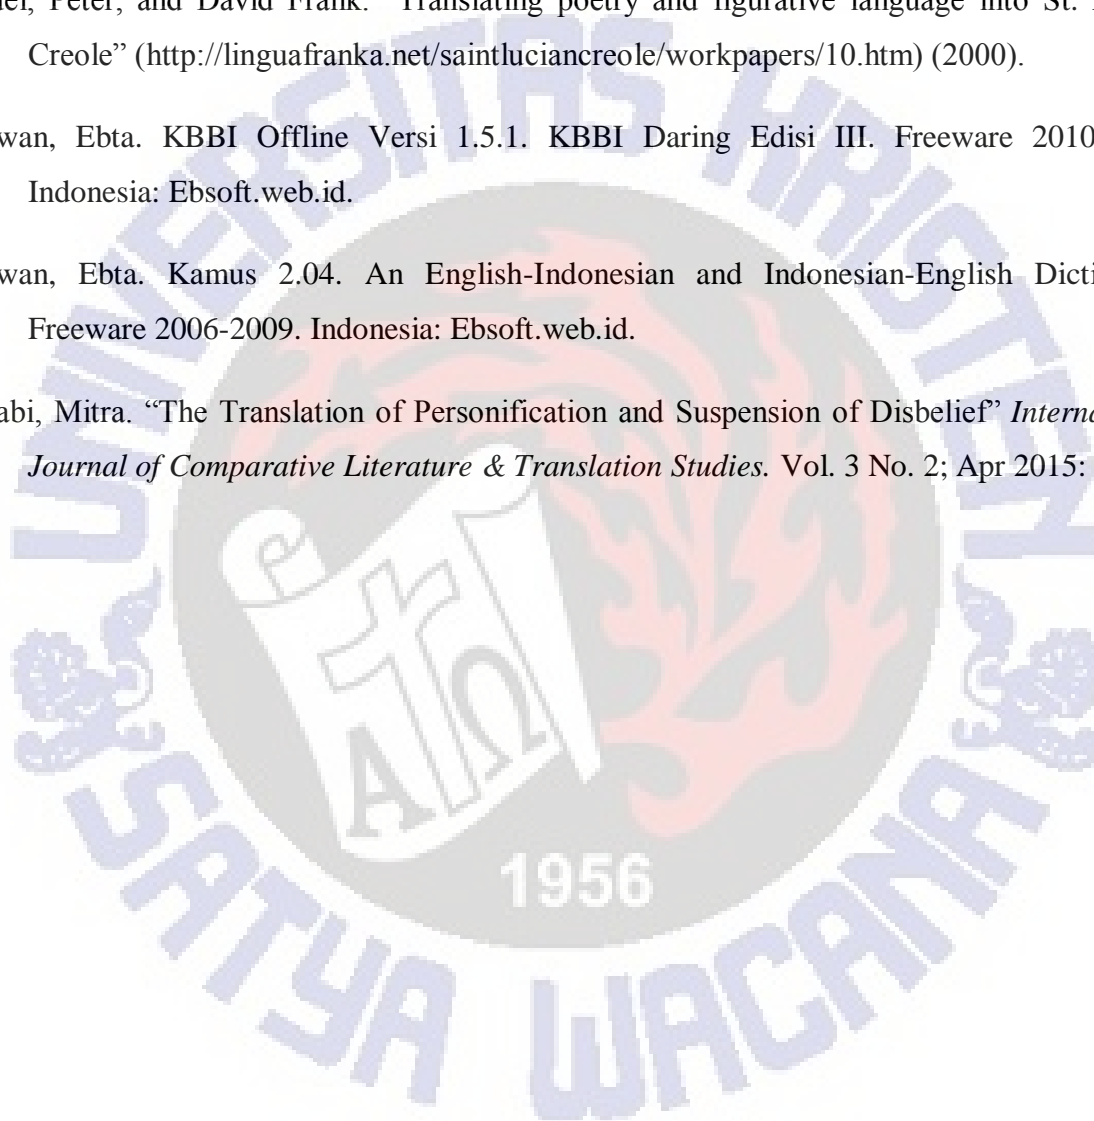 Peter, and David Frank. “Translating poetry and figurative language into St.
Creole” (http://linguafranka.net/saintluciancreole/workpapers/10.htm) (2000).
wan, Ebta. KBBI Offline Versi 1.5.1. KBBI Daring Edisi III. Freeware 2010
Indonesia: Ebsoft.web.id.
wan, Ebta. Kamus 2.04. An English-Indonesian and Indonesian-English Dicti
Freeware 2006-2009. Indonesia: Ebsoft.web.id.
abi, Mitra. “The Translation of Personification and Suspension of Disbelief” Interna
Journal of Comparative Literature & Translation Studies. Vol. 3 No. 2; Apr 2015:
UNIVERSITAS KRISTEN
A Ω
1956
SATYA WACANA